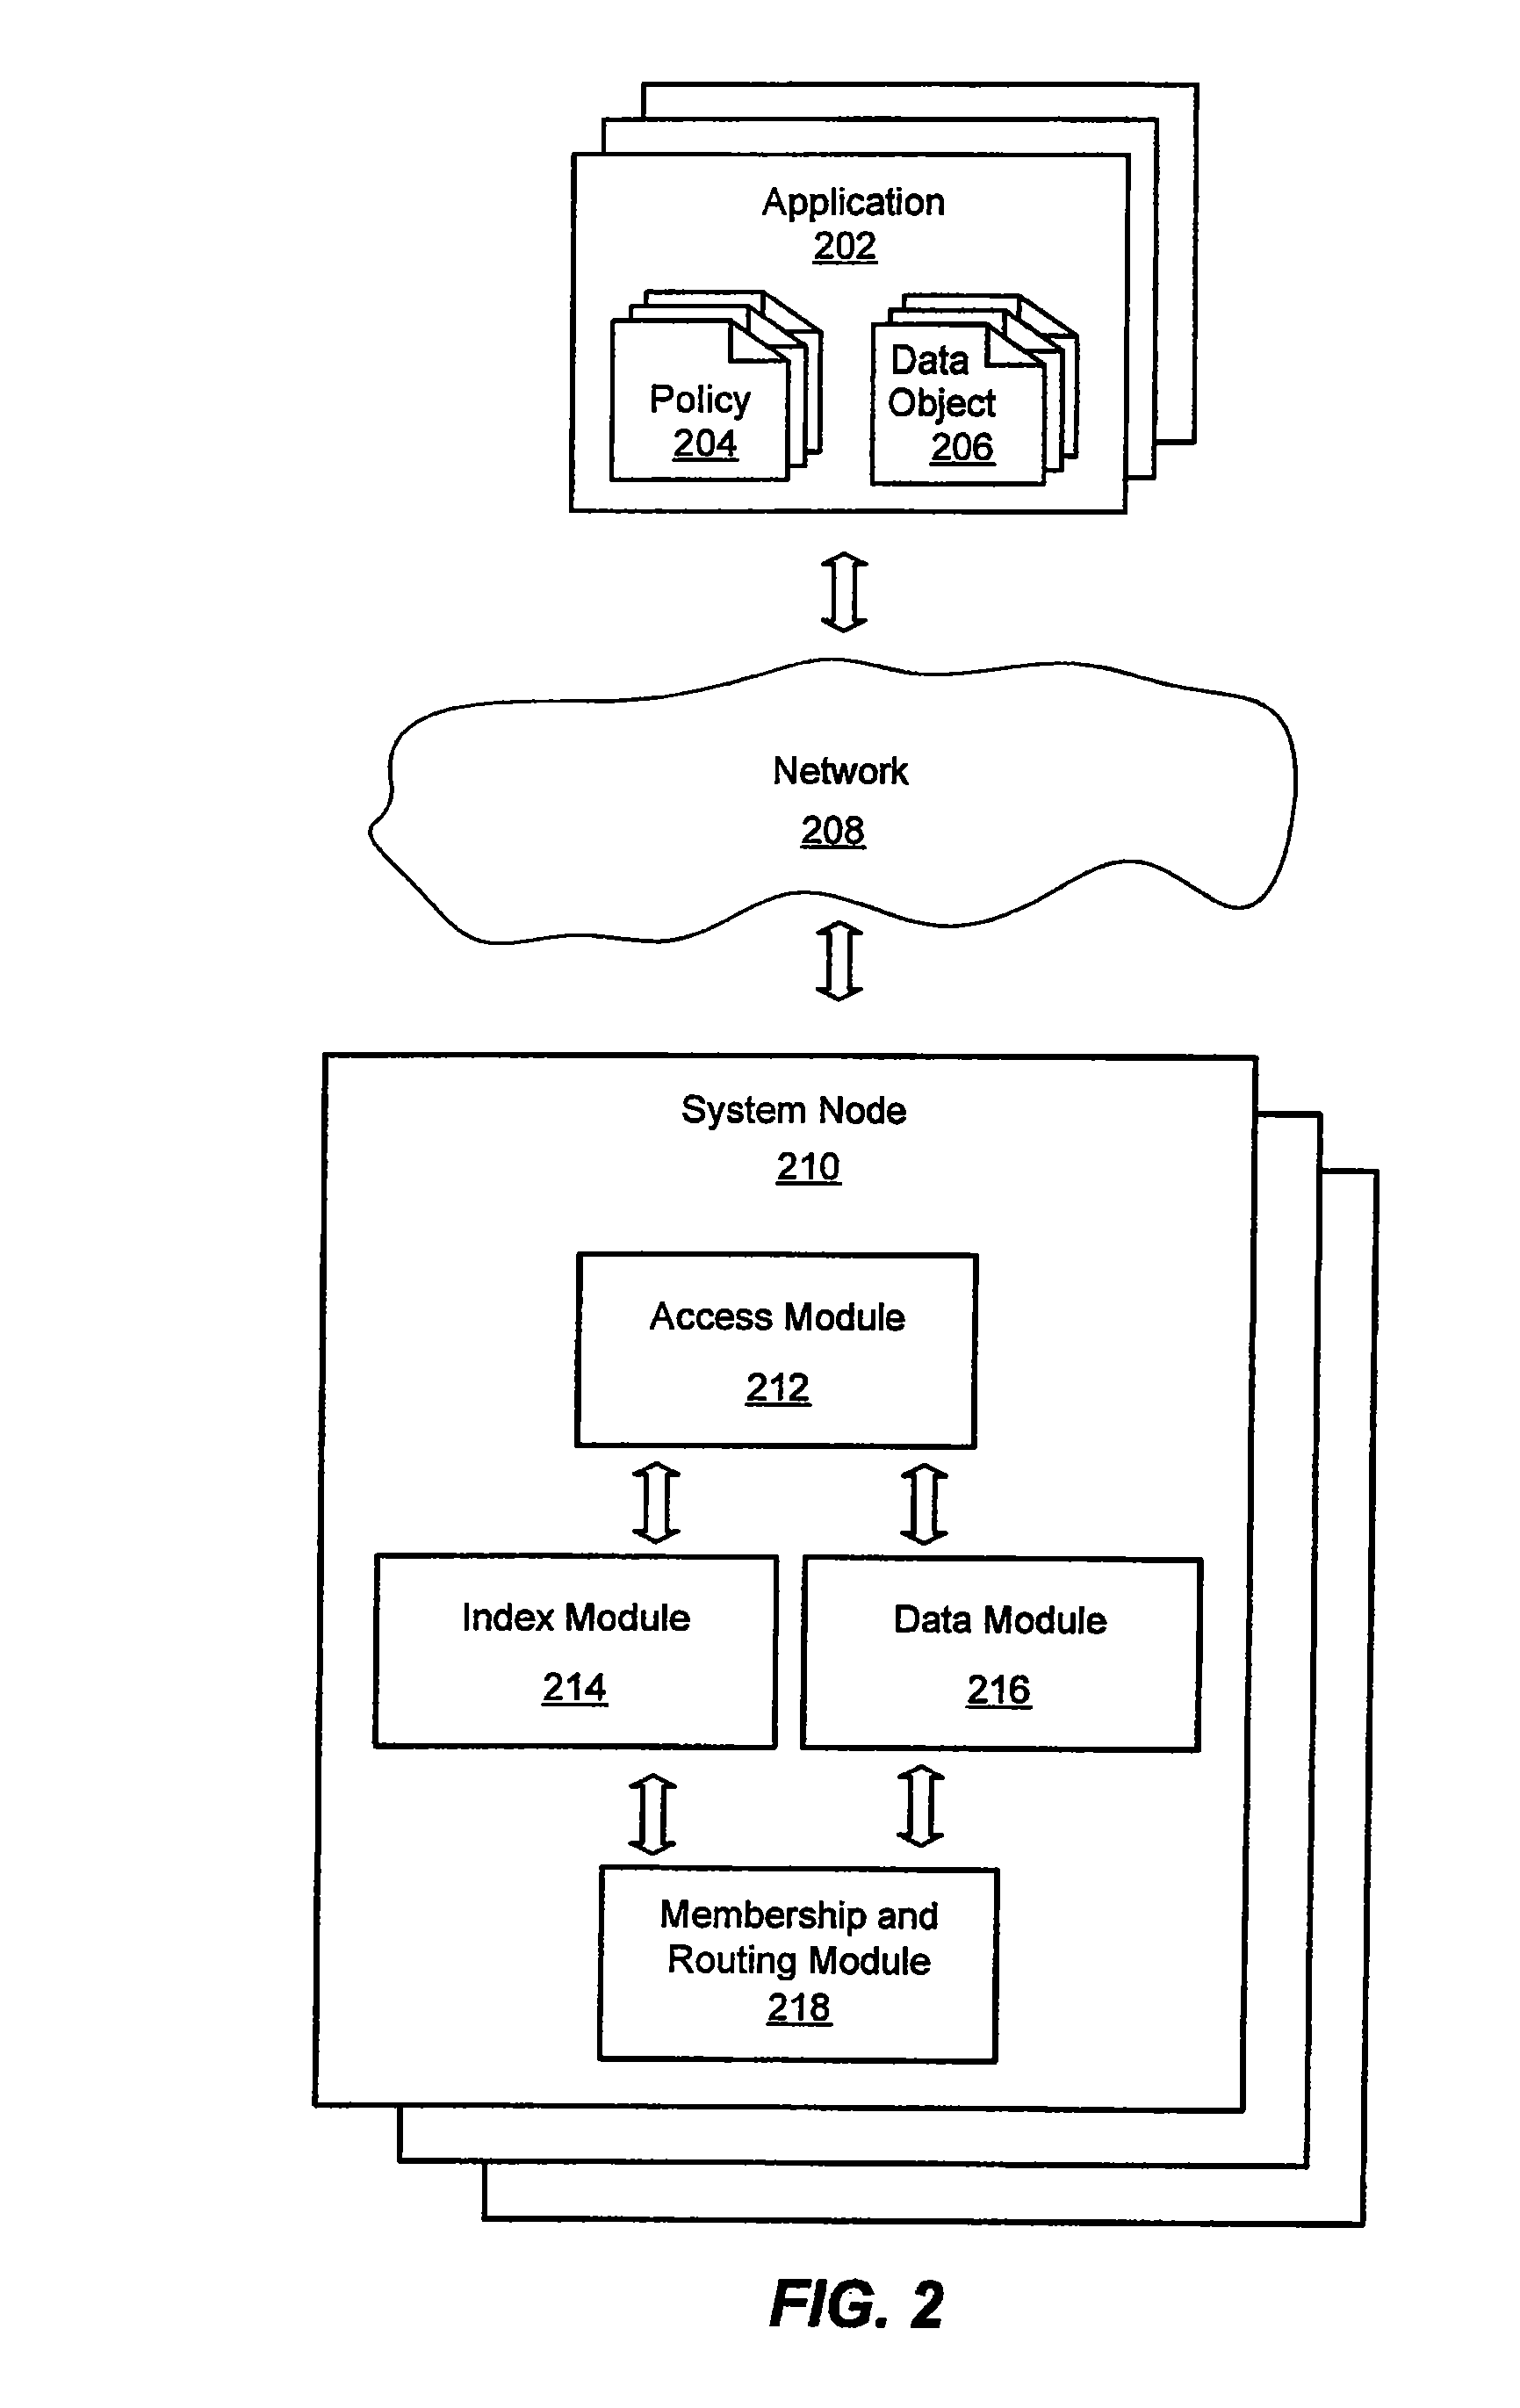 Application
202
Policy
204
Data
Object
206
Network
208
System Node
210
Access Module
212
Index Module
214
Data Module
216
Membership and
Routing Module
218
FIG. 2